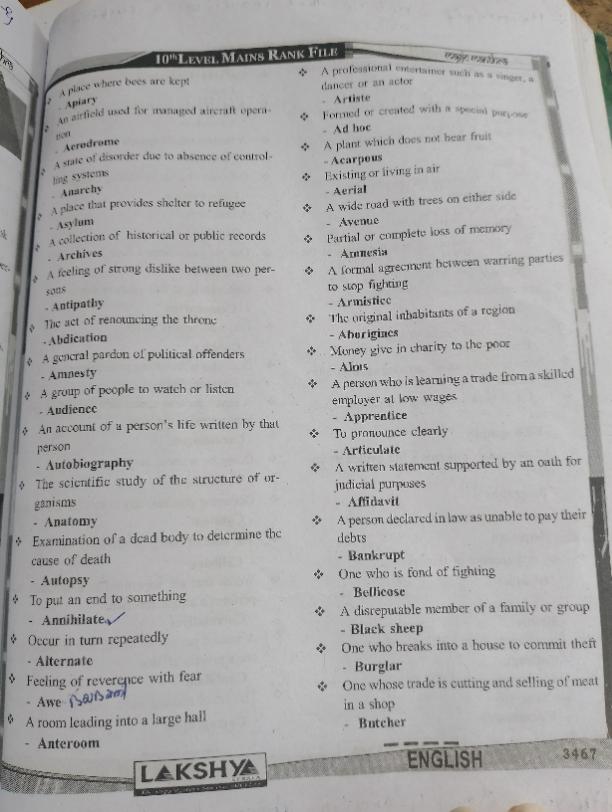 10th LEVEL MAINS RANK FILE
A place where bees are kept
- Apiary
An airfield used for managed aircraft opera-
tion
- Aerodrome
A state of disorder due to absence of control-
ling systems
- Anarchy
A place that provides shelter to refugee
- Asylum
A collection of historical or public records
- Archives
A feeling of strong dislike between two per-
sons
- Antipathy
The act of renouncing the throne
- Abdication
❖ A general pardon of political offenders
- Amnesty
❖ A group of people to watch or listen
- Audience
❖ An account of a person's life written by that
person
- Autobiography
❖ The scientific study of the structure of or-
ganisms
- Anatomy
❖ Examination of a dead body to determine the
cause of death
- Autopsy
❖ To put an end to something
- Annihilate ✓
❖ Occur in turn repeatedly
- Alternate
❖ Feeling of reverence with fear
- Awe
❖ A room leading into a large hall
- Anteroom
❖ A professional entertainer such as a singer, a
dancer or an actor
- Artiste
❖ Formed or created with a special purpose
- Ad hoc
❖ A plant which does not bear fruit
- Acarpous
❖ Existing or living in air
- Aerial
❖ A wide road with trees on either side
- Avenue
❖ Partial or complete loss of memory
- Amnesia
❖ A formal agreement between warring parties
to stop fighting
- Armistice
❖ The original inhabitants of a region
- Aborigines
❖ Money give in charity to the poor
- Alms
❖ A person who is learning a trade from a skilled
employer at low wages
- Apprentice
❖ To pronounce clearly
- Articulate
❖ A written statement supported by an oath for
judicial purposes
- Affidavit
❖ A person declared in law as unable to pay their
debts
- Bankrupt
❖ One who is fond of fighting
- Bellicose
❖ A disreputable member of a family or group
- Black sheep
❖ One who breaks into a house to commit theft
- Burglar
❖ One whose trade is cutting and selling of meat
in a shop
- Butcher
LAKSHYA
ENGLISH
3467